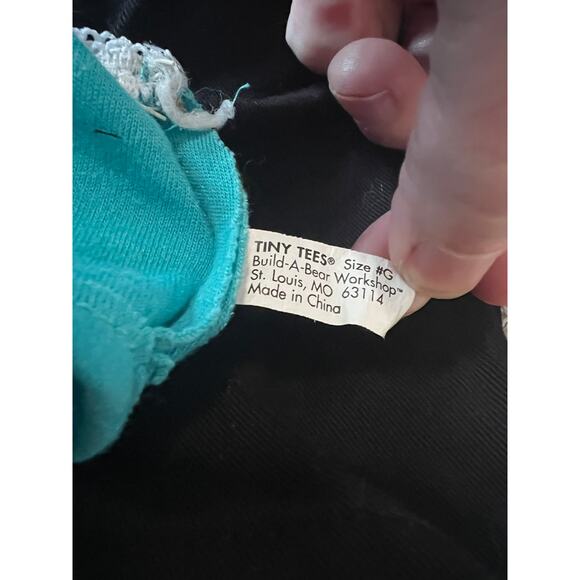 TINY TEES® Size #G
Build-A-Bear Workshop™
St. Louis, MO 63114
Made in China